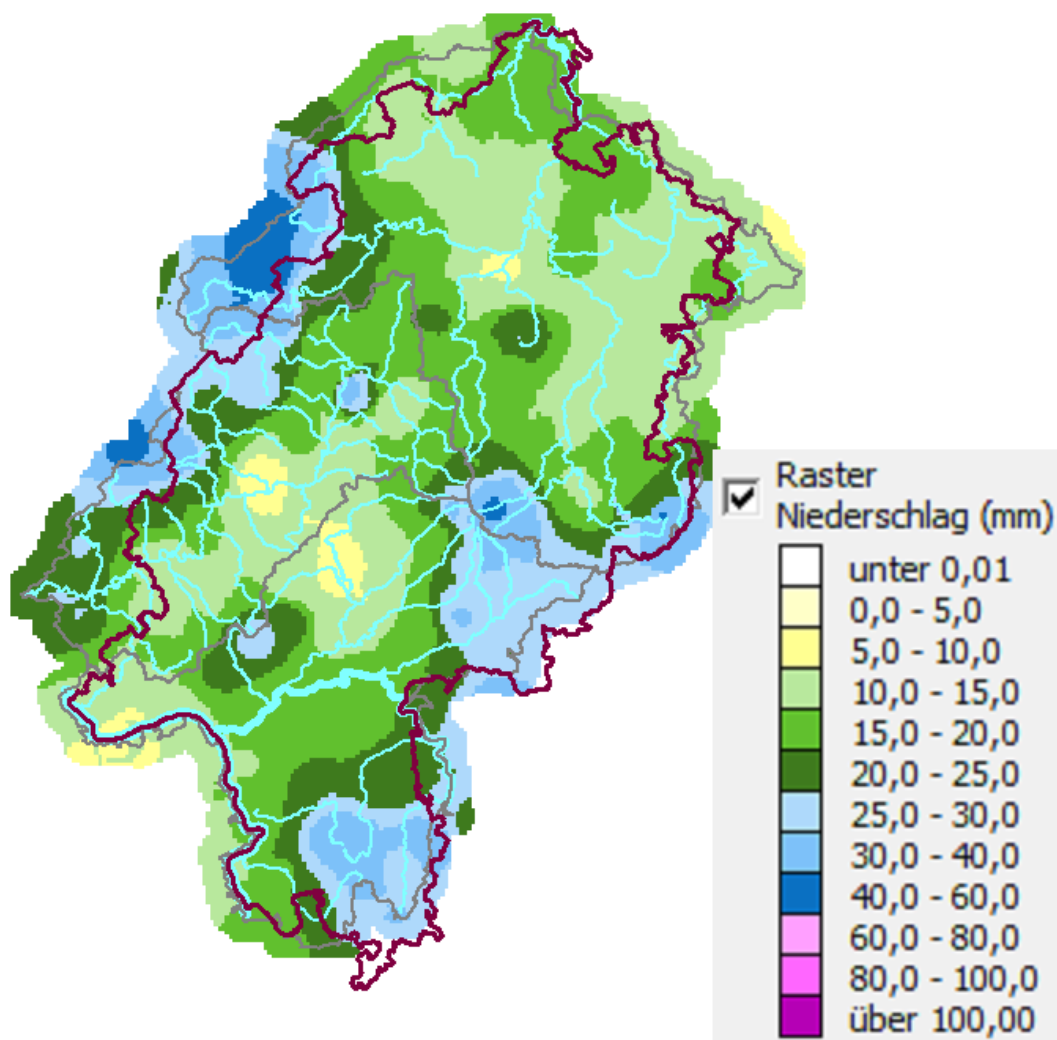 Raster
Niederschlag (mm)
unter 0,01
0,0 - 5,0
5,0 - 10,0
10,0 - 15,0
15,0 - 20,0
20,0 - 25,0
25,0 - 30,0
30,0 - 40,0
40,0 - 60,0
60,0 - 80,0
80,0 - 100,0
über 100,00